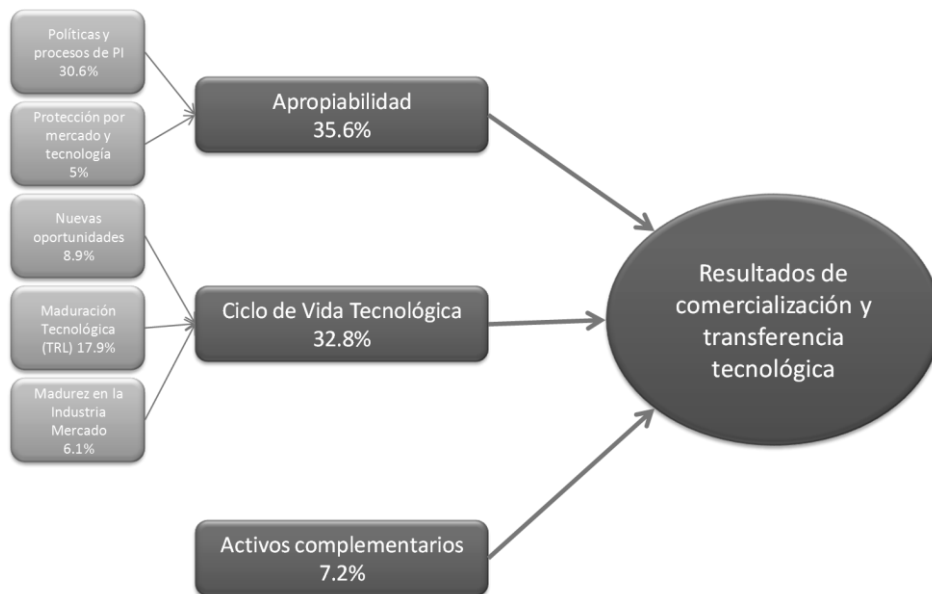 Políticas y
procesos de PI
30.6%
Protección por
mercado y
tecnología
5%
Nuevas
oportunidades
8.9%
Maduración
Tecnológica
(TRL) 17.9%
Madurez en la
Industria
Mercado
6.1%
Apropiabilidad
35.6%
Ciclo de Vida Tecnológica
32.8%
Activos complementarios
7.2%
Resultados de
comercialización y
transferencia
tecnológica